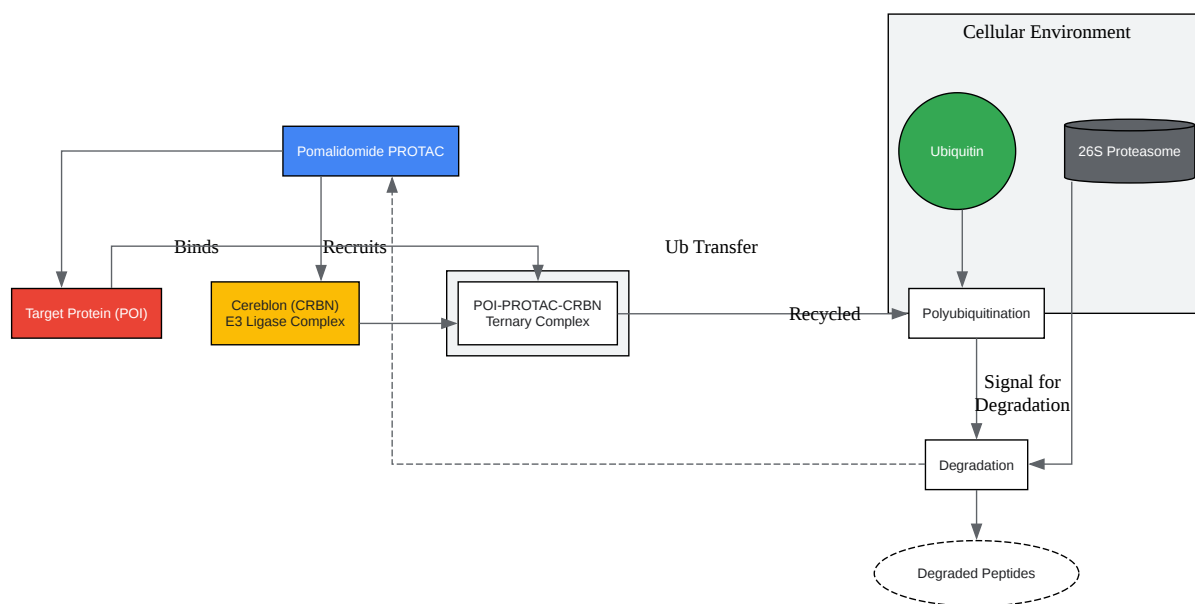 Cellular Environment
Pomalidomide PROTAC
Ubiquitin
26S Proteasome
Binds
Recruits
Ub Transfer
Target Protein (POI)
Cereblon (CRBN)
E3 Ligase Complex
POI-PROTAC-CRBN
Ternary Complex
Recycled
Polyubiquitination
Signal for
Degradation
Degradation
Degraded Peptides